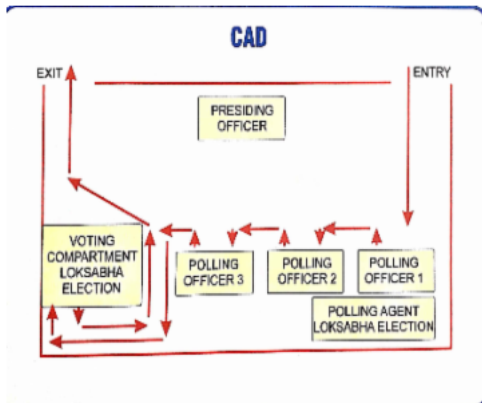 CAD
EXIT
ENTRY
PRESIDING
OFFICER
VOTING
COMPARTMENT
LOKSABHA
ELECTION
POLLING
OFFICER 3
POLLING
OFFICER 2
POLLING
OFFICER 1
POLLING AGENT
LOKSABHA ELECTION